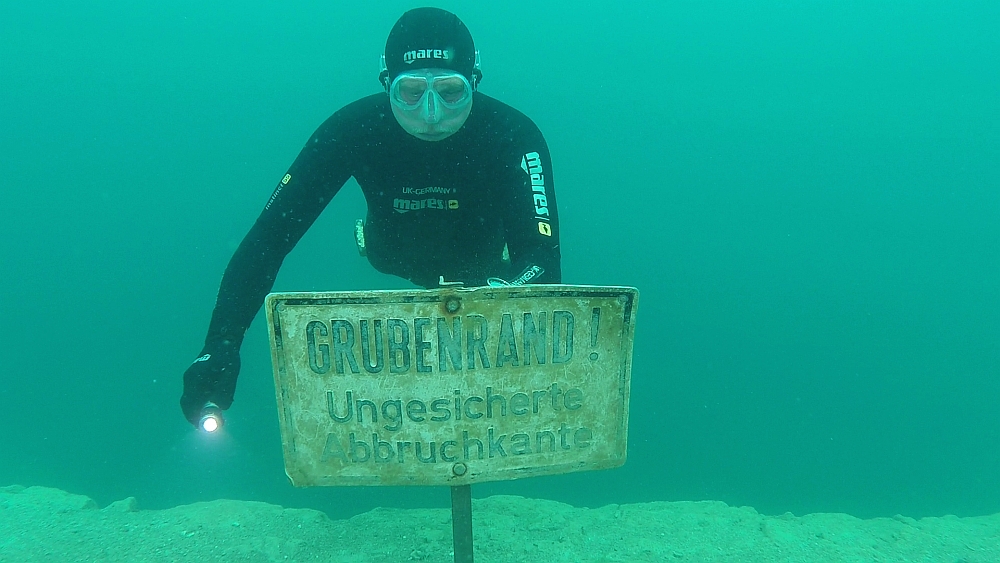 mares
UK-GERMANY
mares
mares
GRUBENRAND!
Ungesicherte
Abbruchkante